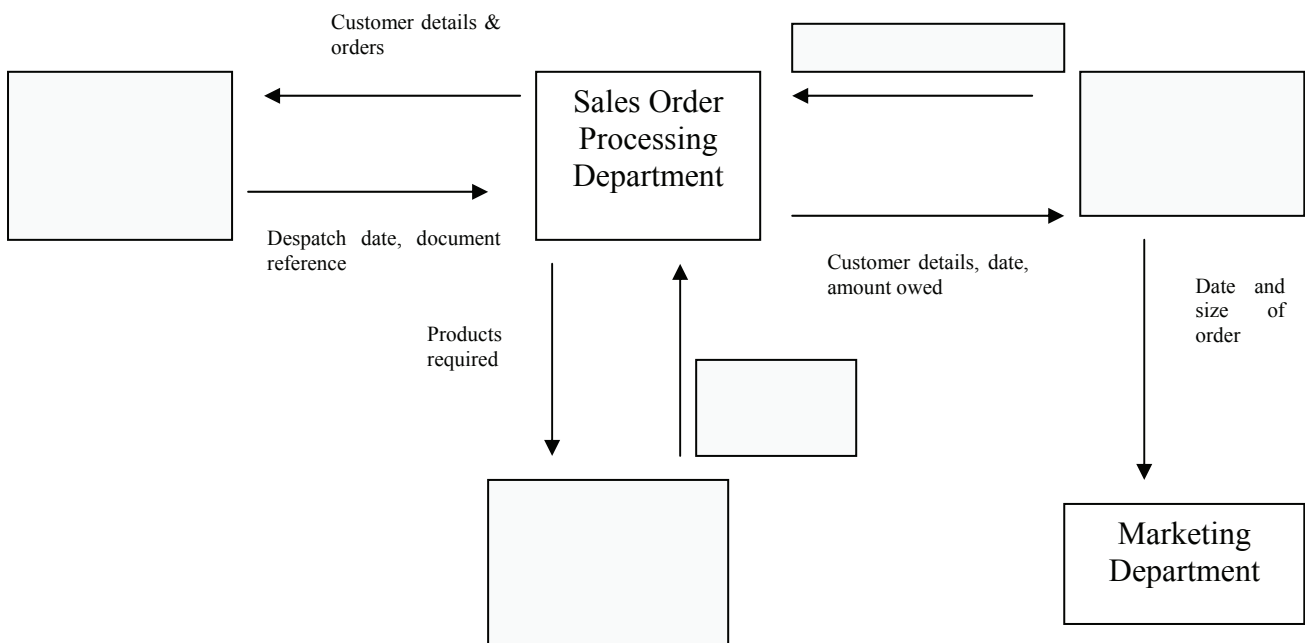 Customer details &
orders
Sales Order
Processing
Department
Despatch date, document
reference
Customer details, date,
amount owed
Date and
size of
order
Products
required
Marketing
Department